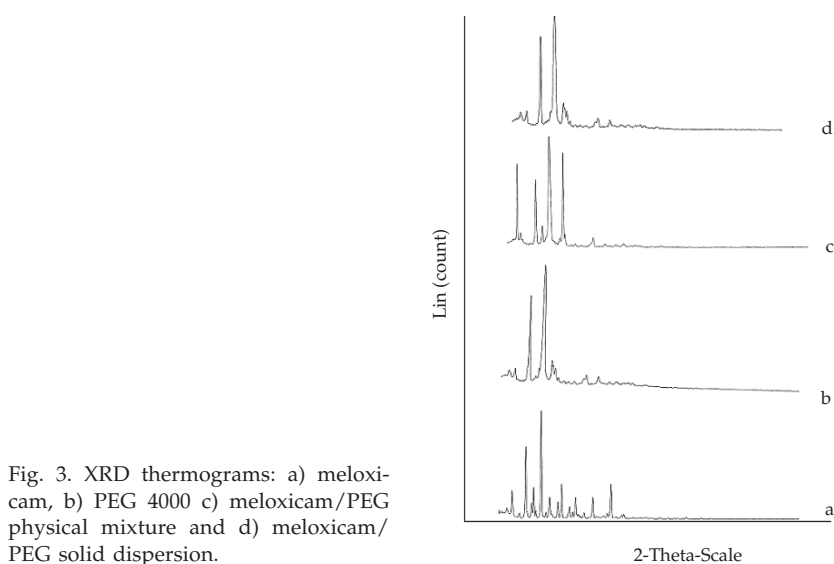 d
c
Lin (count)
b
a
2-Theta-Scale
Fig. 3. XRD thermograms: a) meloxi-
cam, b) PEG 4000 c) meloxicam/PEG
physical mixture and d) meloxicam/
PEG solid dispersion.